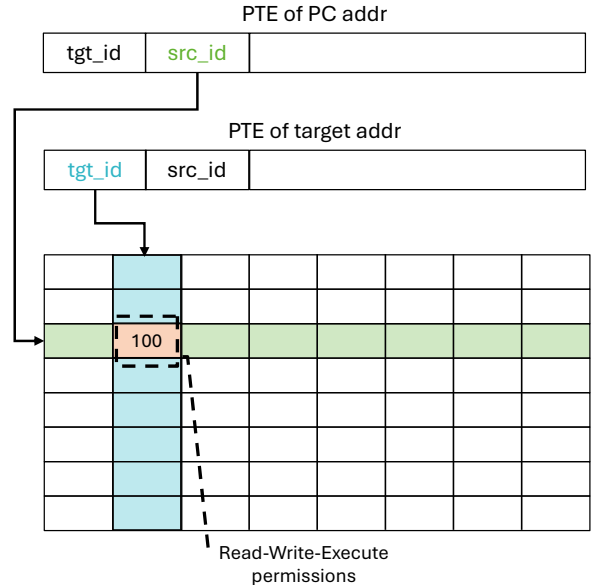 PTE of PC addr
tgt_id src_id
PTE of target addr
tgt_id src_id
100
Read-Write-Execute
permissions